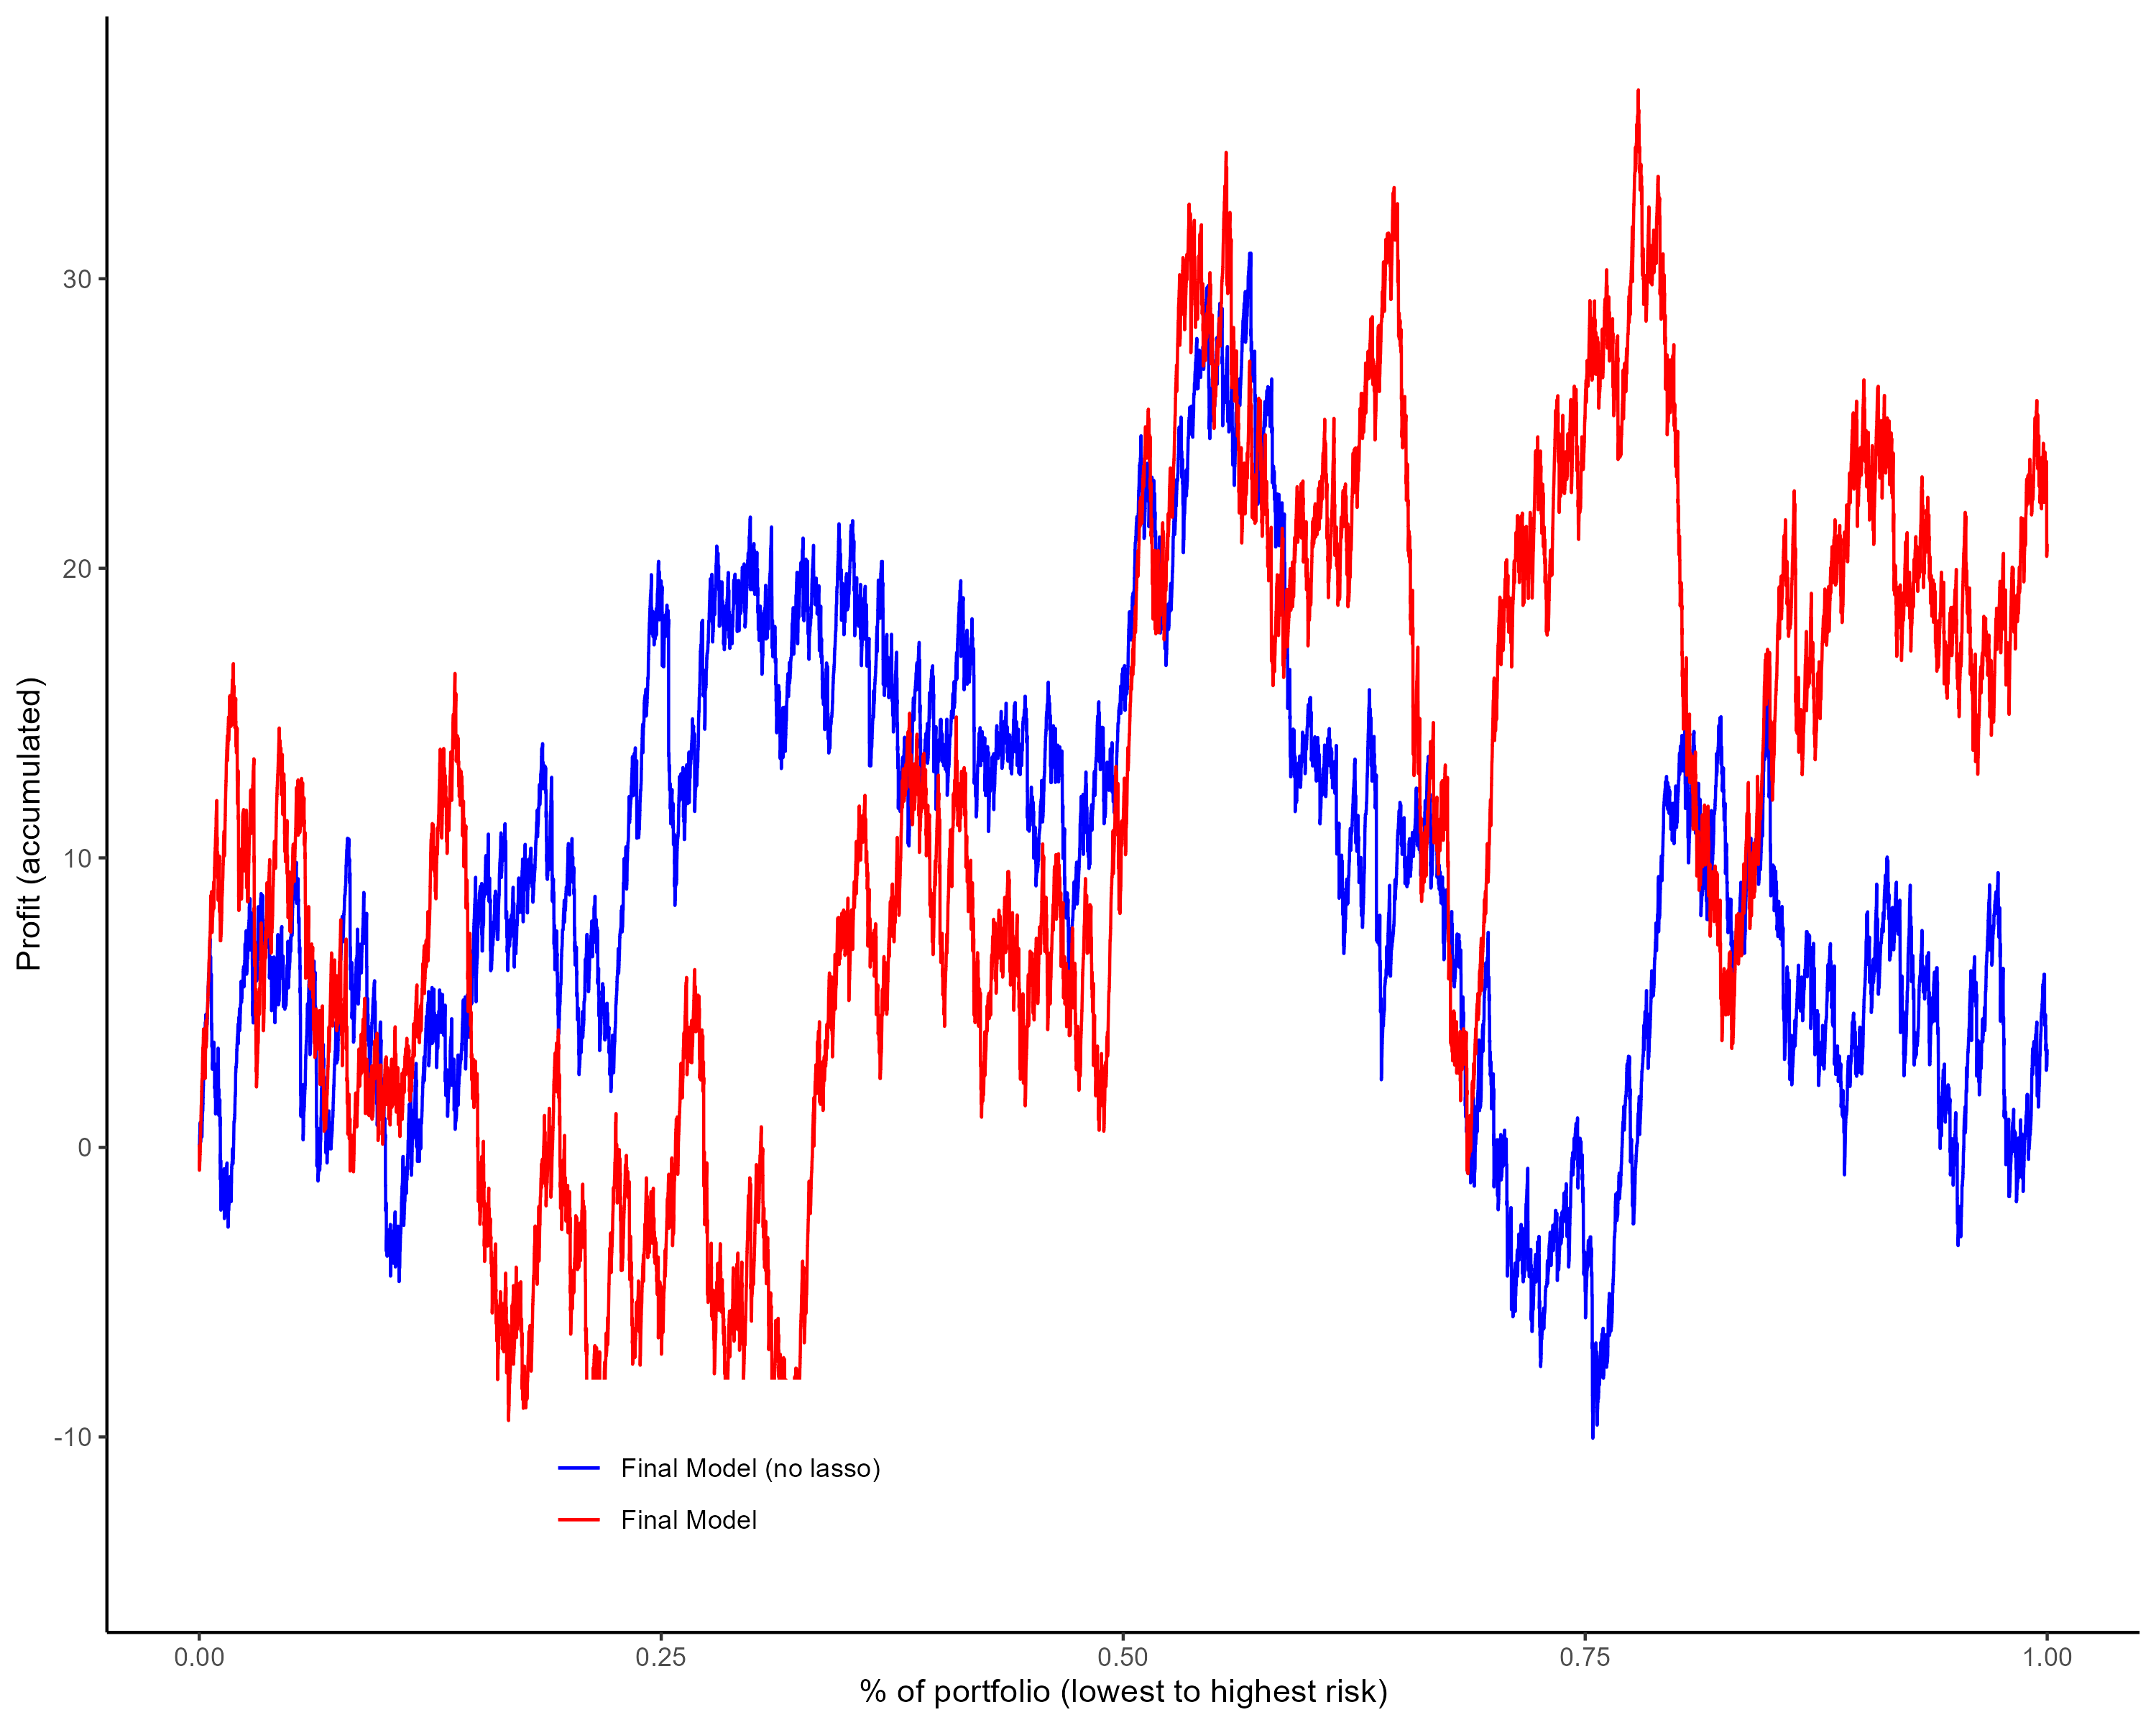 Profit (accumulated)
30
20
10
0
-10
Final Model (no lasso)
Final Model
0.00 0.25 0.50 0.75 1.00
% of portfolio (lowest to highest risk)